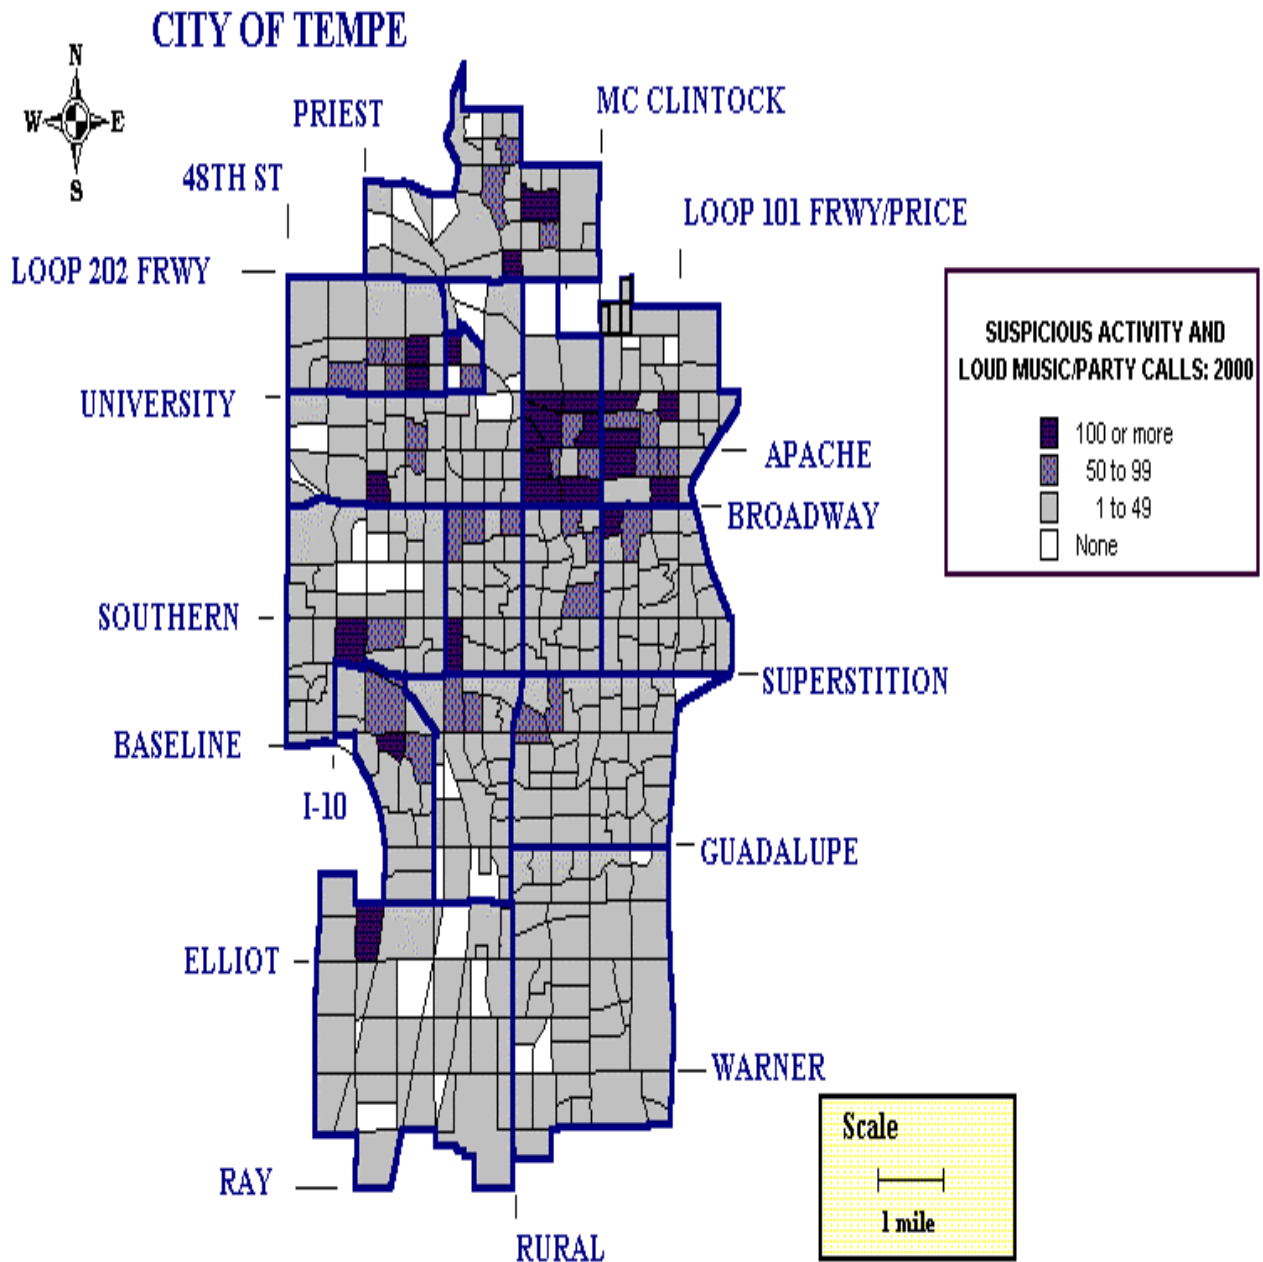 CITY OF TEMPE
N
W E
S
PRIEST
MC CLINTOCK
48TH ST
LOOP 101 FRWY/PRICE
LOOP 202 FRWY
SUSPICIOUS ACTIVITY AND
LOUD MUSIC/PARTY CALLS: 2000
100 or more
50 to 99
1 to 49
None
UNIVERSITY
APACHE
BROADWAY
SOUTHERN
SUPERSTITION
BASELINE
I-10
GUADALUPE
ELLIOT
WARNER
Scale
1 mile
RAY
RURAL